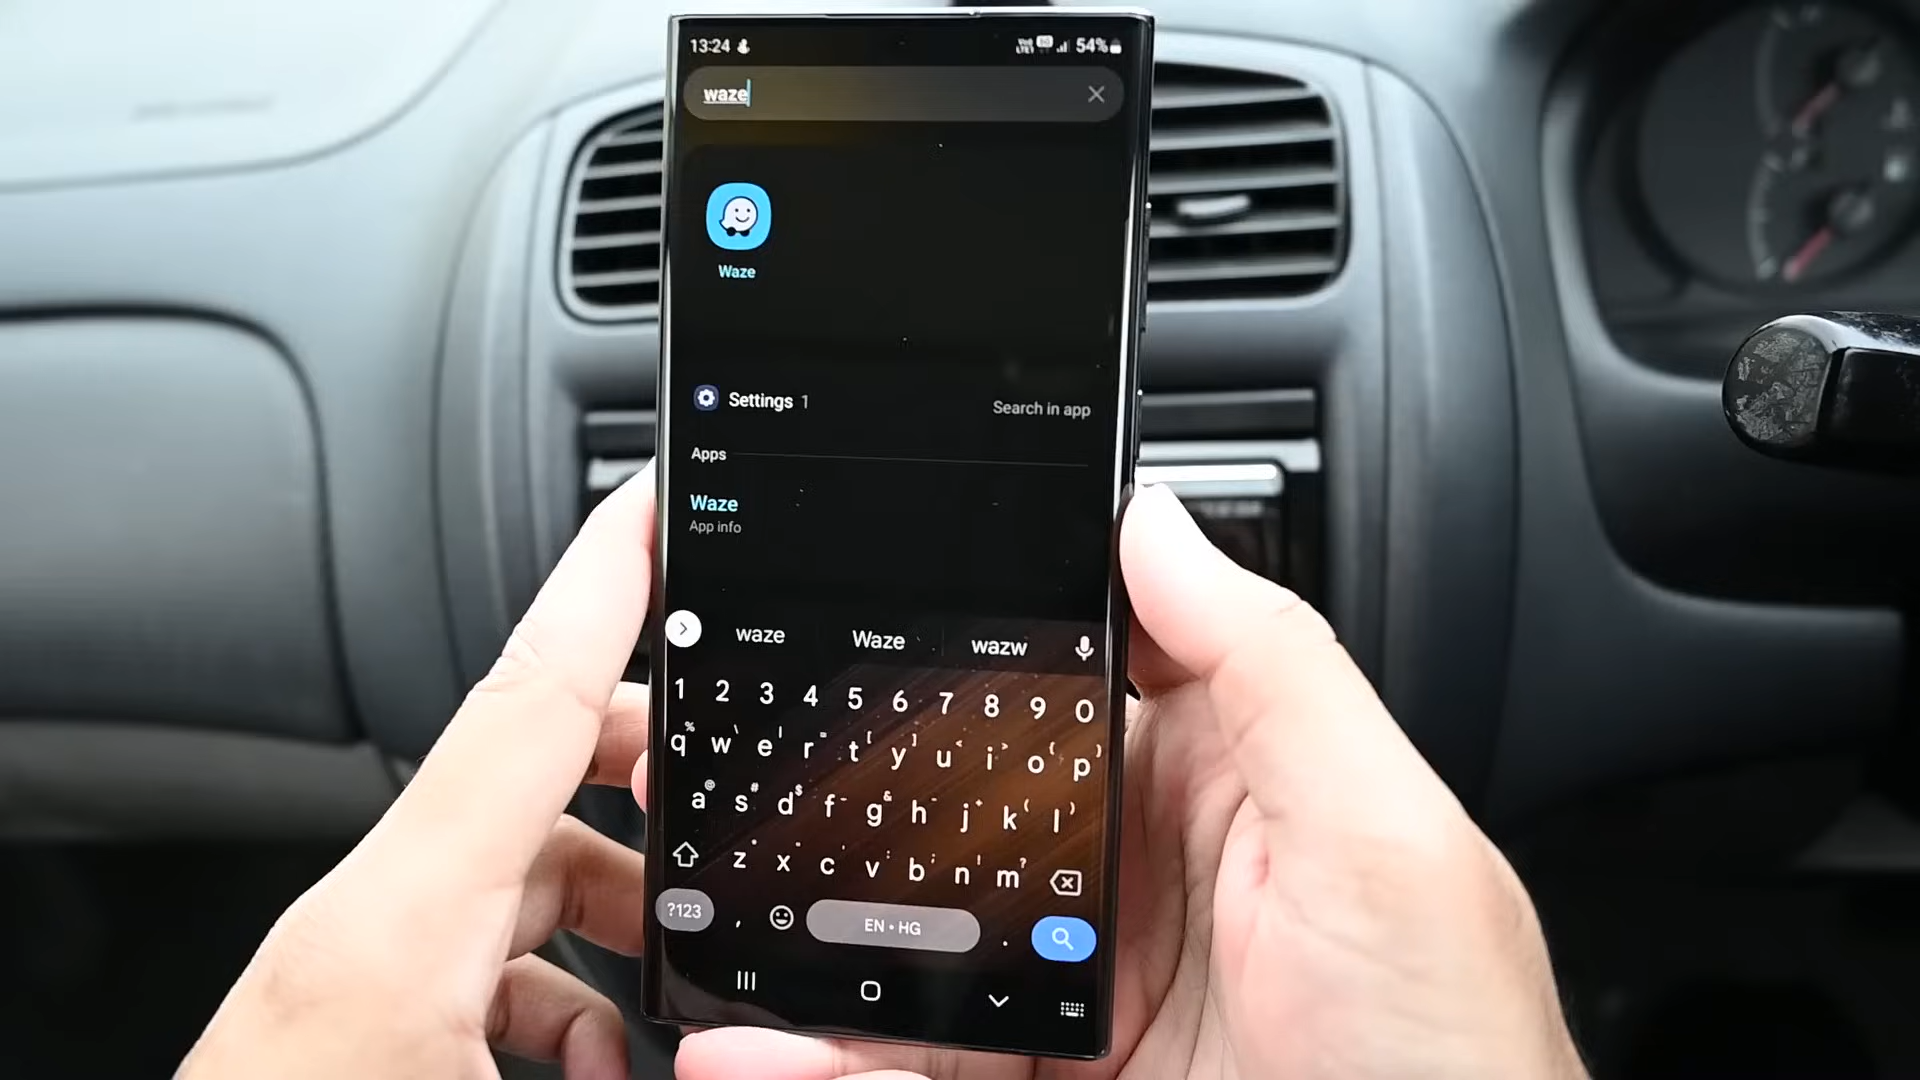 13:24 54%
waze
Waze
Settings 1 Search in app
Apps
Waze
App info
waze Waze wazw
1 2 3 4 5 6 7 8 9 0
q w e r t y u i o p
a s d f g h j k l
z x c v b n m
?123 , EN • HG .